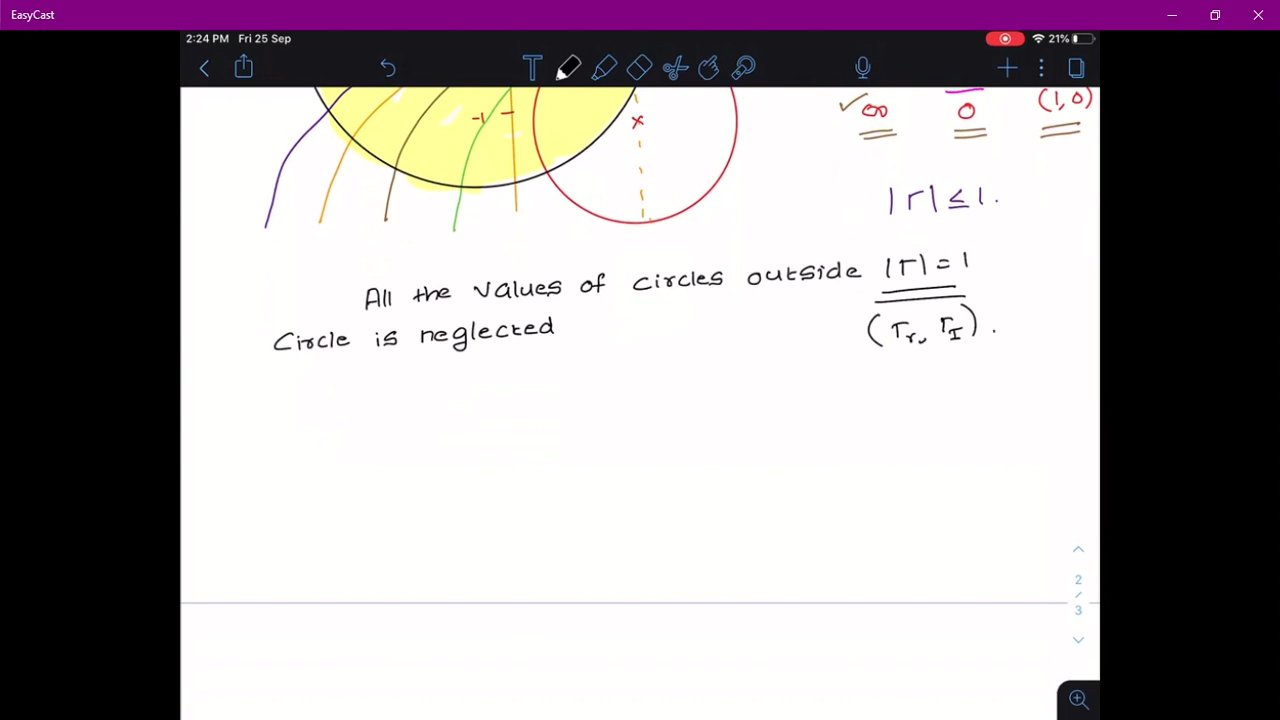 EasyCast
2:24 PM Fri 25 Sep
21%
T
-1
×
∞ 0 (1,0)
|Γ| ≤ 1.
All the values of circles outside |Γ| = 1
Circle is neglected
(Γr, ΓI).
2
/
3